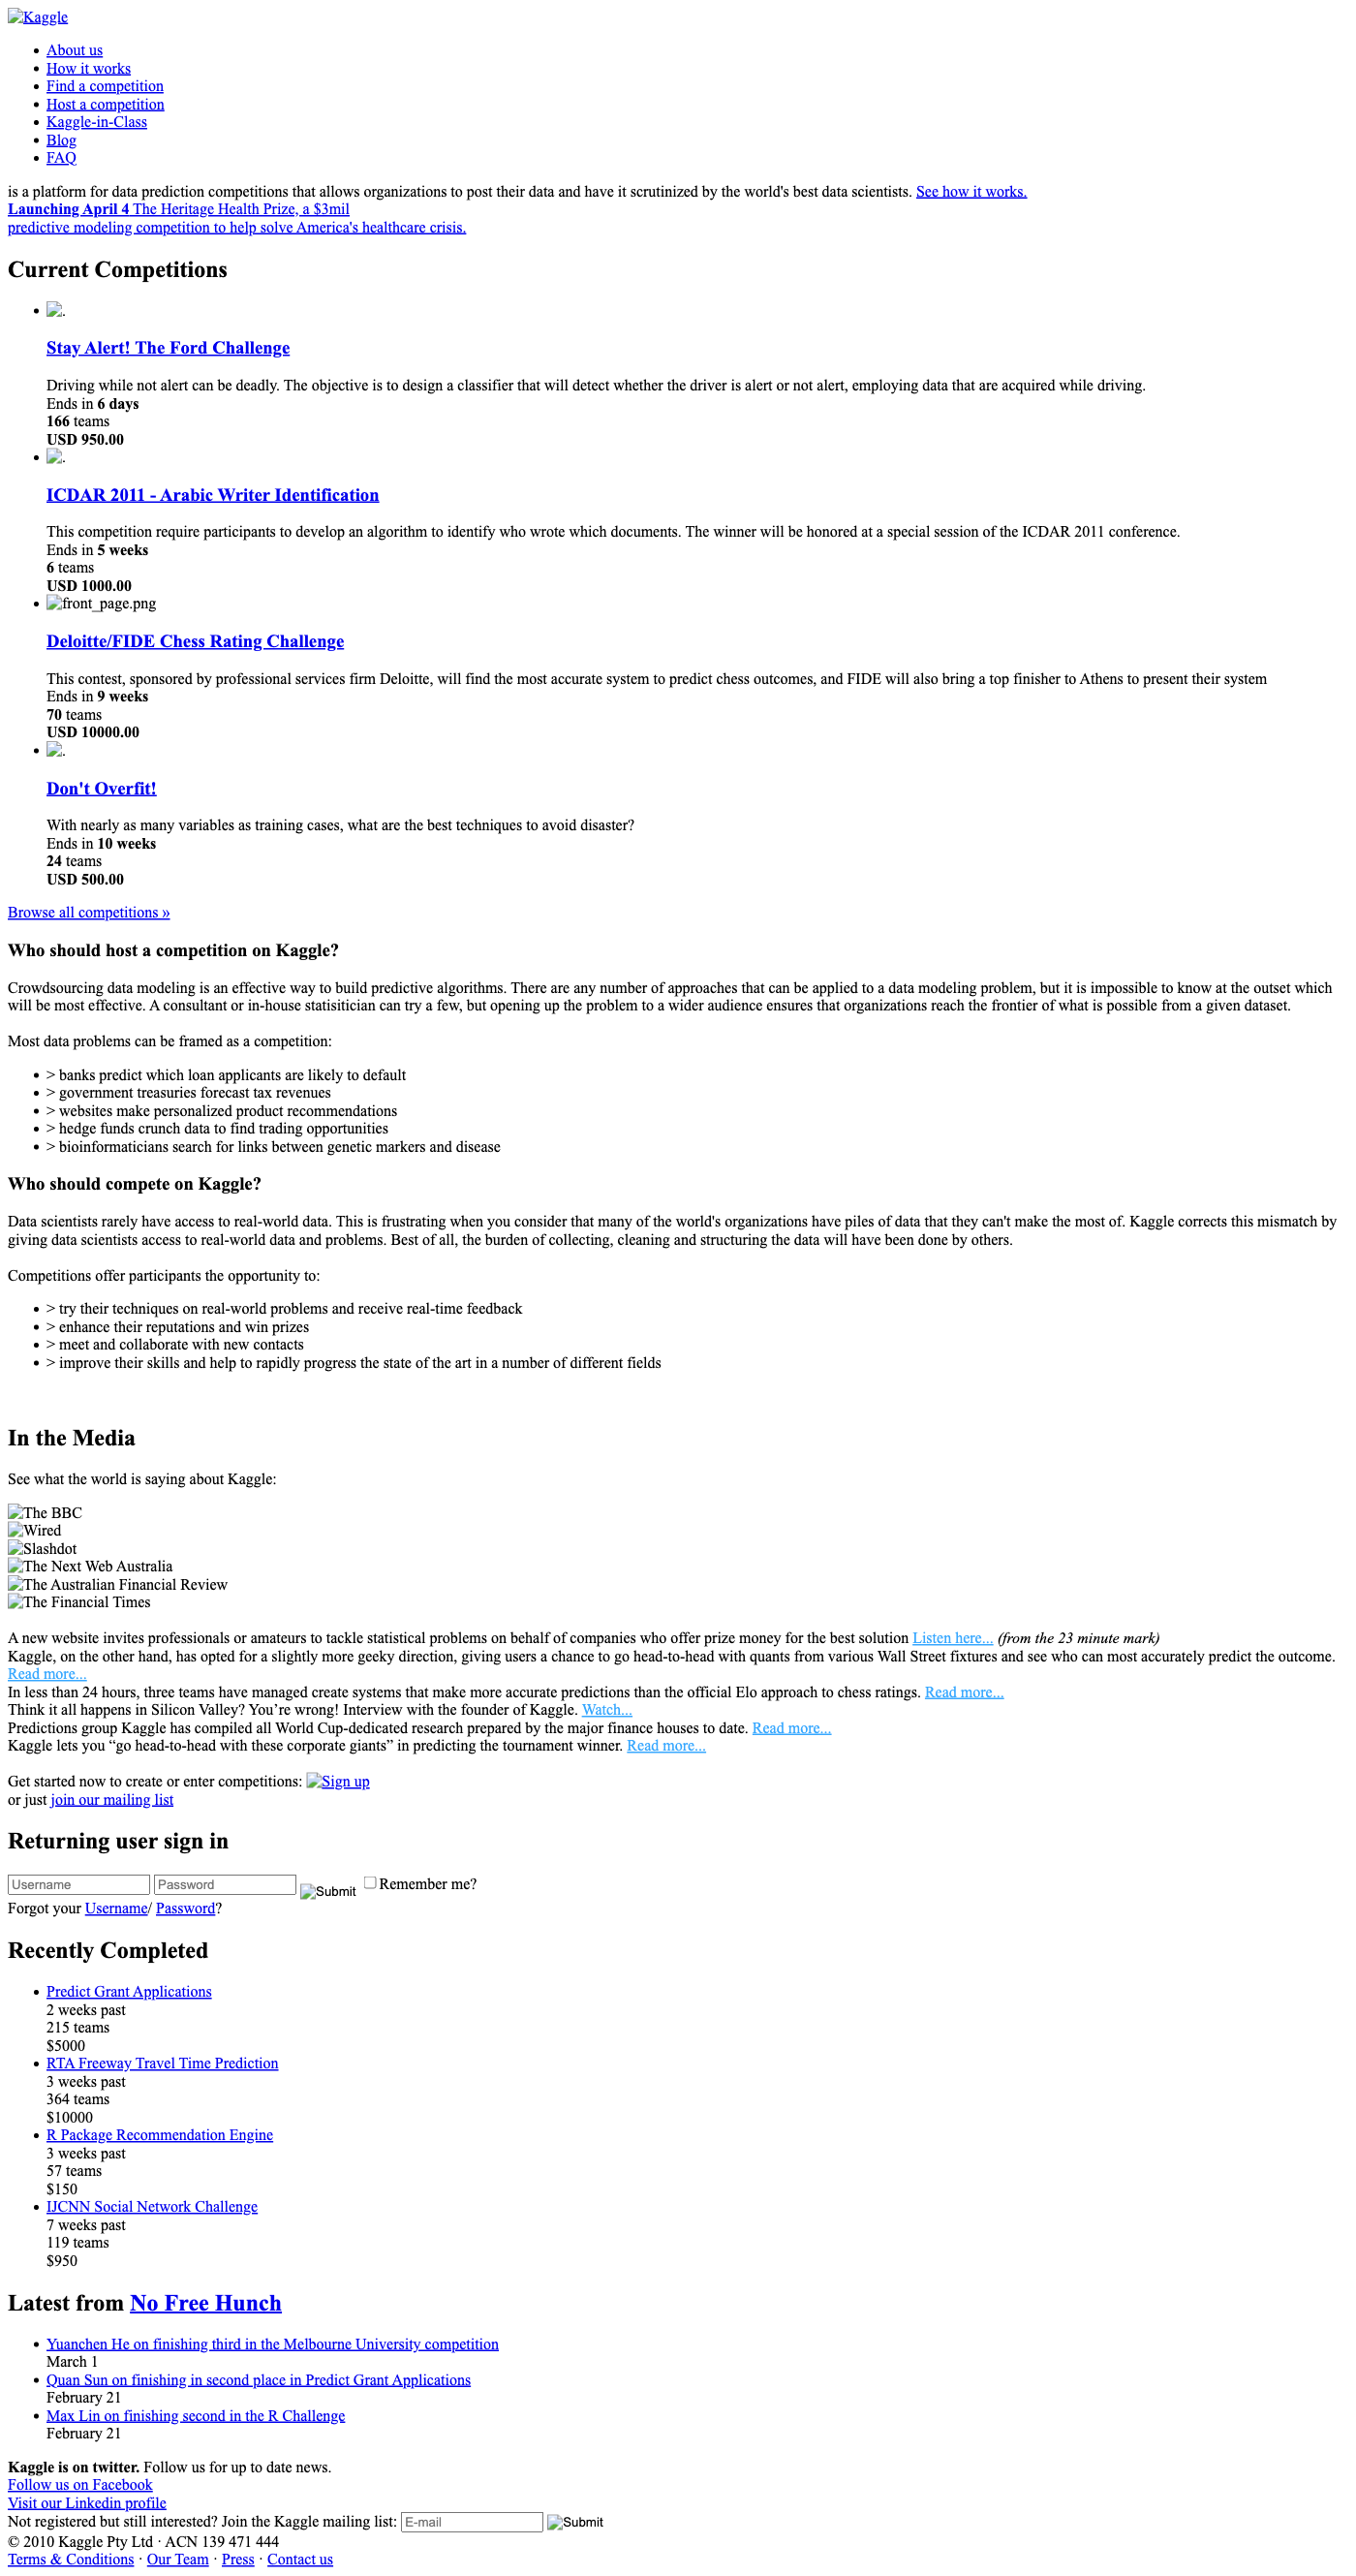 Kaggle
About us
How it works
Find a competition
Host a competition
Kaggle-in-Class
Blog
FAQ
is a platform for data prediction competitions that allows organizations to post their data and have it scrutinized by the world's best data scientists. See how it works.
Launching April 4 The Heritage Health Prize, a $3mil
predictive modeling competition to help solve America's healthcare crisis.
Current Competitions
.
Stay Alert! The Ford Challenge
Driving while not alert can be deadly. The objective is to design a classifier that will detect whether the driver is alert or not alert, employing data that are acquired while driving.
Ends in 6 days
166 teams
USD 950.00
.
ICDAR 2011 - Arabic Writer Identification
This competition require participants to develop an algorithm to identify who wrote which documents. The winner will be honored at a special session of the ICDAR 2011 conference.
Ends in 5 weeks
6 teams
USD 1000.00
front_page.png
Deloitte/FIDE Chess Rating Challenge
This contest, sponsored by professional services firm Deloitte, will find the most accurate system to predict chess outcomes, and FIDE will also bring a top finisher to Athens to present their system
Ends in 9 weeks
70 teams
USD 10000.00
.
Don't Overfit!
With nearly as many variables as training cases, what are the best techniques to avoid disaster?
Ends in 10 weeks
24 teams
USD 500.00
Browse all competitions »
Who should host a competition on Kaggle?
Crowdsourcing data modeling is an effective way to build predictive algorithms. There are any number of approaches that can be applied to a data modeling problem, but it is impossible to know at the outset which
will be most effective. A consultant or in-house statisitician can try a few, but opening up the problem to a wider audience ensures that organizations reach the frontier of what is possible from a given dataset.
Most data problems can be framed as a competition:
> banks predict which loan applicants are likely to default
> government treasuries forecast tax revenues
> websites make personalized product recommendations
> hedge funds crunch data to find trading opportunities
> bioinformaticians search for links between genetic markers and disease
Who should compete on Kaggle?
Data scientists rarely have access to real-world data. This is frustrating when you consider that many of the world's organizations have piles of data that they can't make the most of. Kaggle corrects this mismatch by
giving data scientists access to real-world data and problems. Best of all, the burden of collecting, cleaning and structuring the data will have been done by others.
Competitions offer participants the opportunity to:
> try their techniques on real-world problems and receive real-time feedback
> enhance their reputations and win prizes
> meet and collaborate with new contacts
> improve their skills and help to rapidly progress the state of the art in a number of different fields
In the Media
See what the world is saying about Kaggle:
The BBC
Wired
Slashdot
The Next Web Australia
The Australian Financial Review
The Financial Times
A new website invites professionals or amateurs to tackle statistical problems on behalf of companies who offer prize money for the best solution Listen here... (from the 23 minute mark)
Kaggle, on the other hand, has opted for a slightly more geeky direction, giving users a chance to go head-to-head with quants from various Wall Street fixtures and see who can most accurately predict the outcome.
Read more...
In less than 24 hours, three teams have managed create systems that make more accurate predictions than the official Elo approach to chess ratings. Read more...
Think it all happens in Silicon Valley? You’re wrong! Interview with the founder of Kaggle. Watch...
Predictions group Kaggle has compiled all World Cup-dedicated research prepared by the major finance houses to date. Read more...
Kaggle lets you “go head-to-head with these corporate giants” in predicting the tournament winner. Read more...
Get started now to create or enter competitions: Sign up
or just join our mailing list
Returning user sign in
Username Password Submit Remember me?
Forgot your Username/ Password?
Recently Completed
Predict Grant Applications
2 weeks past
215 teams
$5000
RTA Freeway Travel Time Prediction
3 weeks past
364 teams
$10000
R Package Recommendation Engine
3 weeks past
57 teams
$150
IJCNN Social Network Challenge
7 weeks past
119 teams
$950
Latest from No Free Hunch
Yuanchen He on finishing third in the Melbourne University competition
March 1
Quan Sun on finishing in second place in Predict Grant Applications
February 21
Max Lin on finishing second in the R Challenge
February 21
Kaggle is on twitter. Follow us for up to date news.
Follow us on Facebook
Visit our Linkedin profile
Not registered but still interested? Join the Kaggle mailing list: E-mail Submit
© 2010 Kaggle Pty Ltd · ACN 139 471 444
Terms & Conditions · Our Team · Press · Contact us